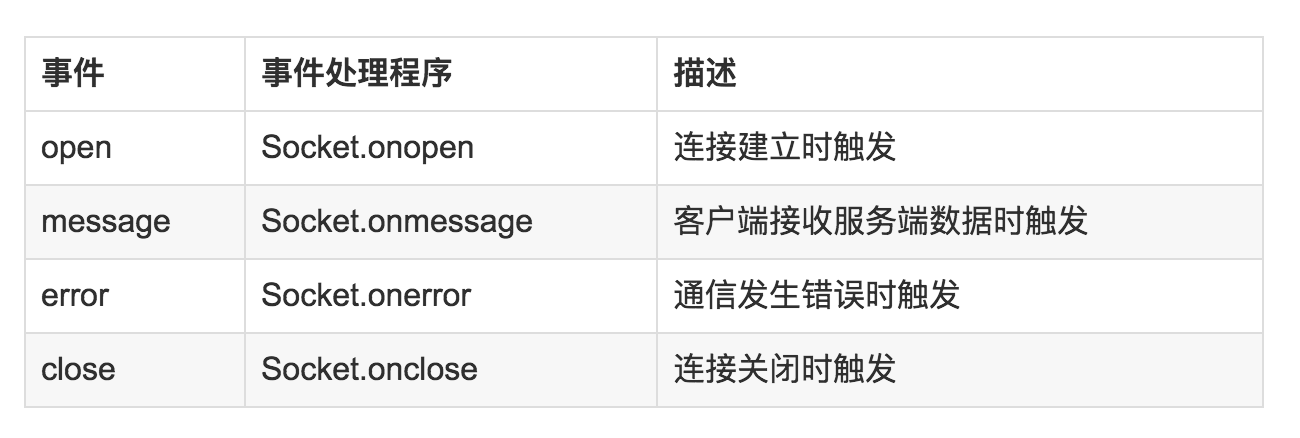 事件 事件处理程序 描述
open Socket.onopen 连接建立时触发
message Socket.onmessage 客户端接收服务端数据时触发
error Socket.onerror 通信发生错误时触发
close Socket.onclose 连接关闭时触发